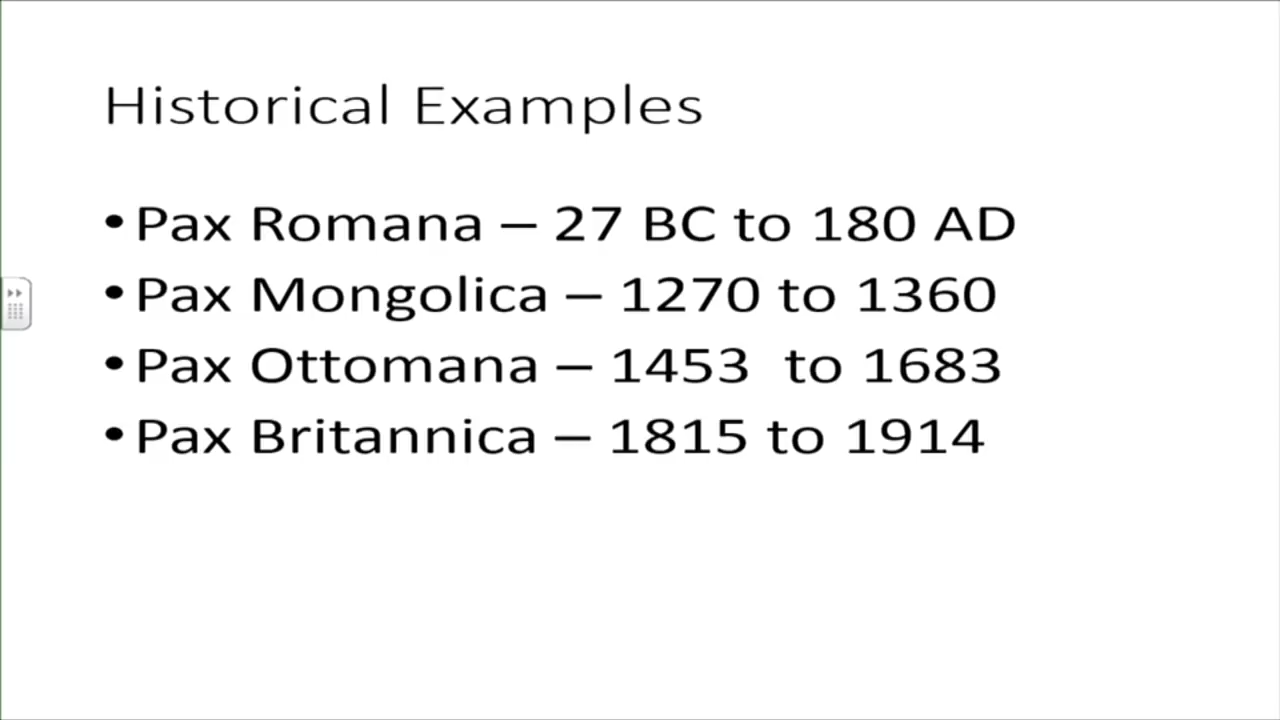 Historical Examples
• Pax Romana – 27 BC to 180 AD
• Pax Mongolica – 1270 to 1360
• Pax Ottomana – 1453  to 1683
• Pax Britannica – 1815 to 1914